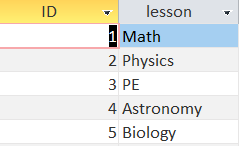 ID lesson
1 Math
2 Physics
3 PE
4 Astronomy
5 Biology